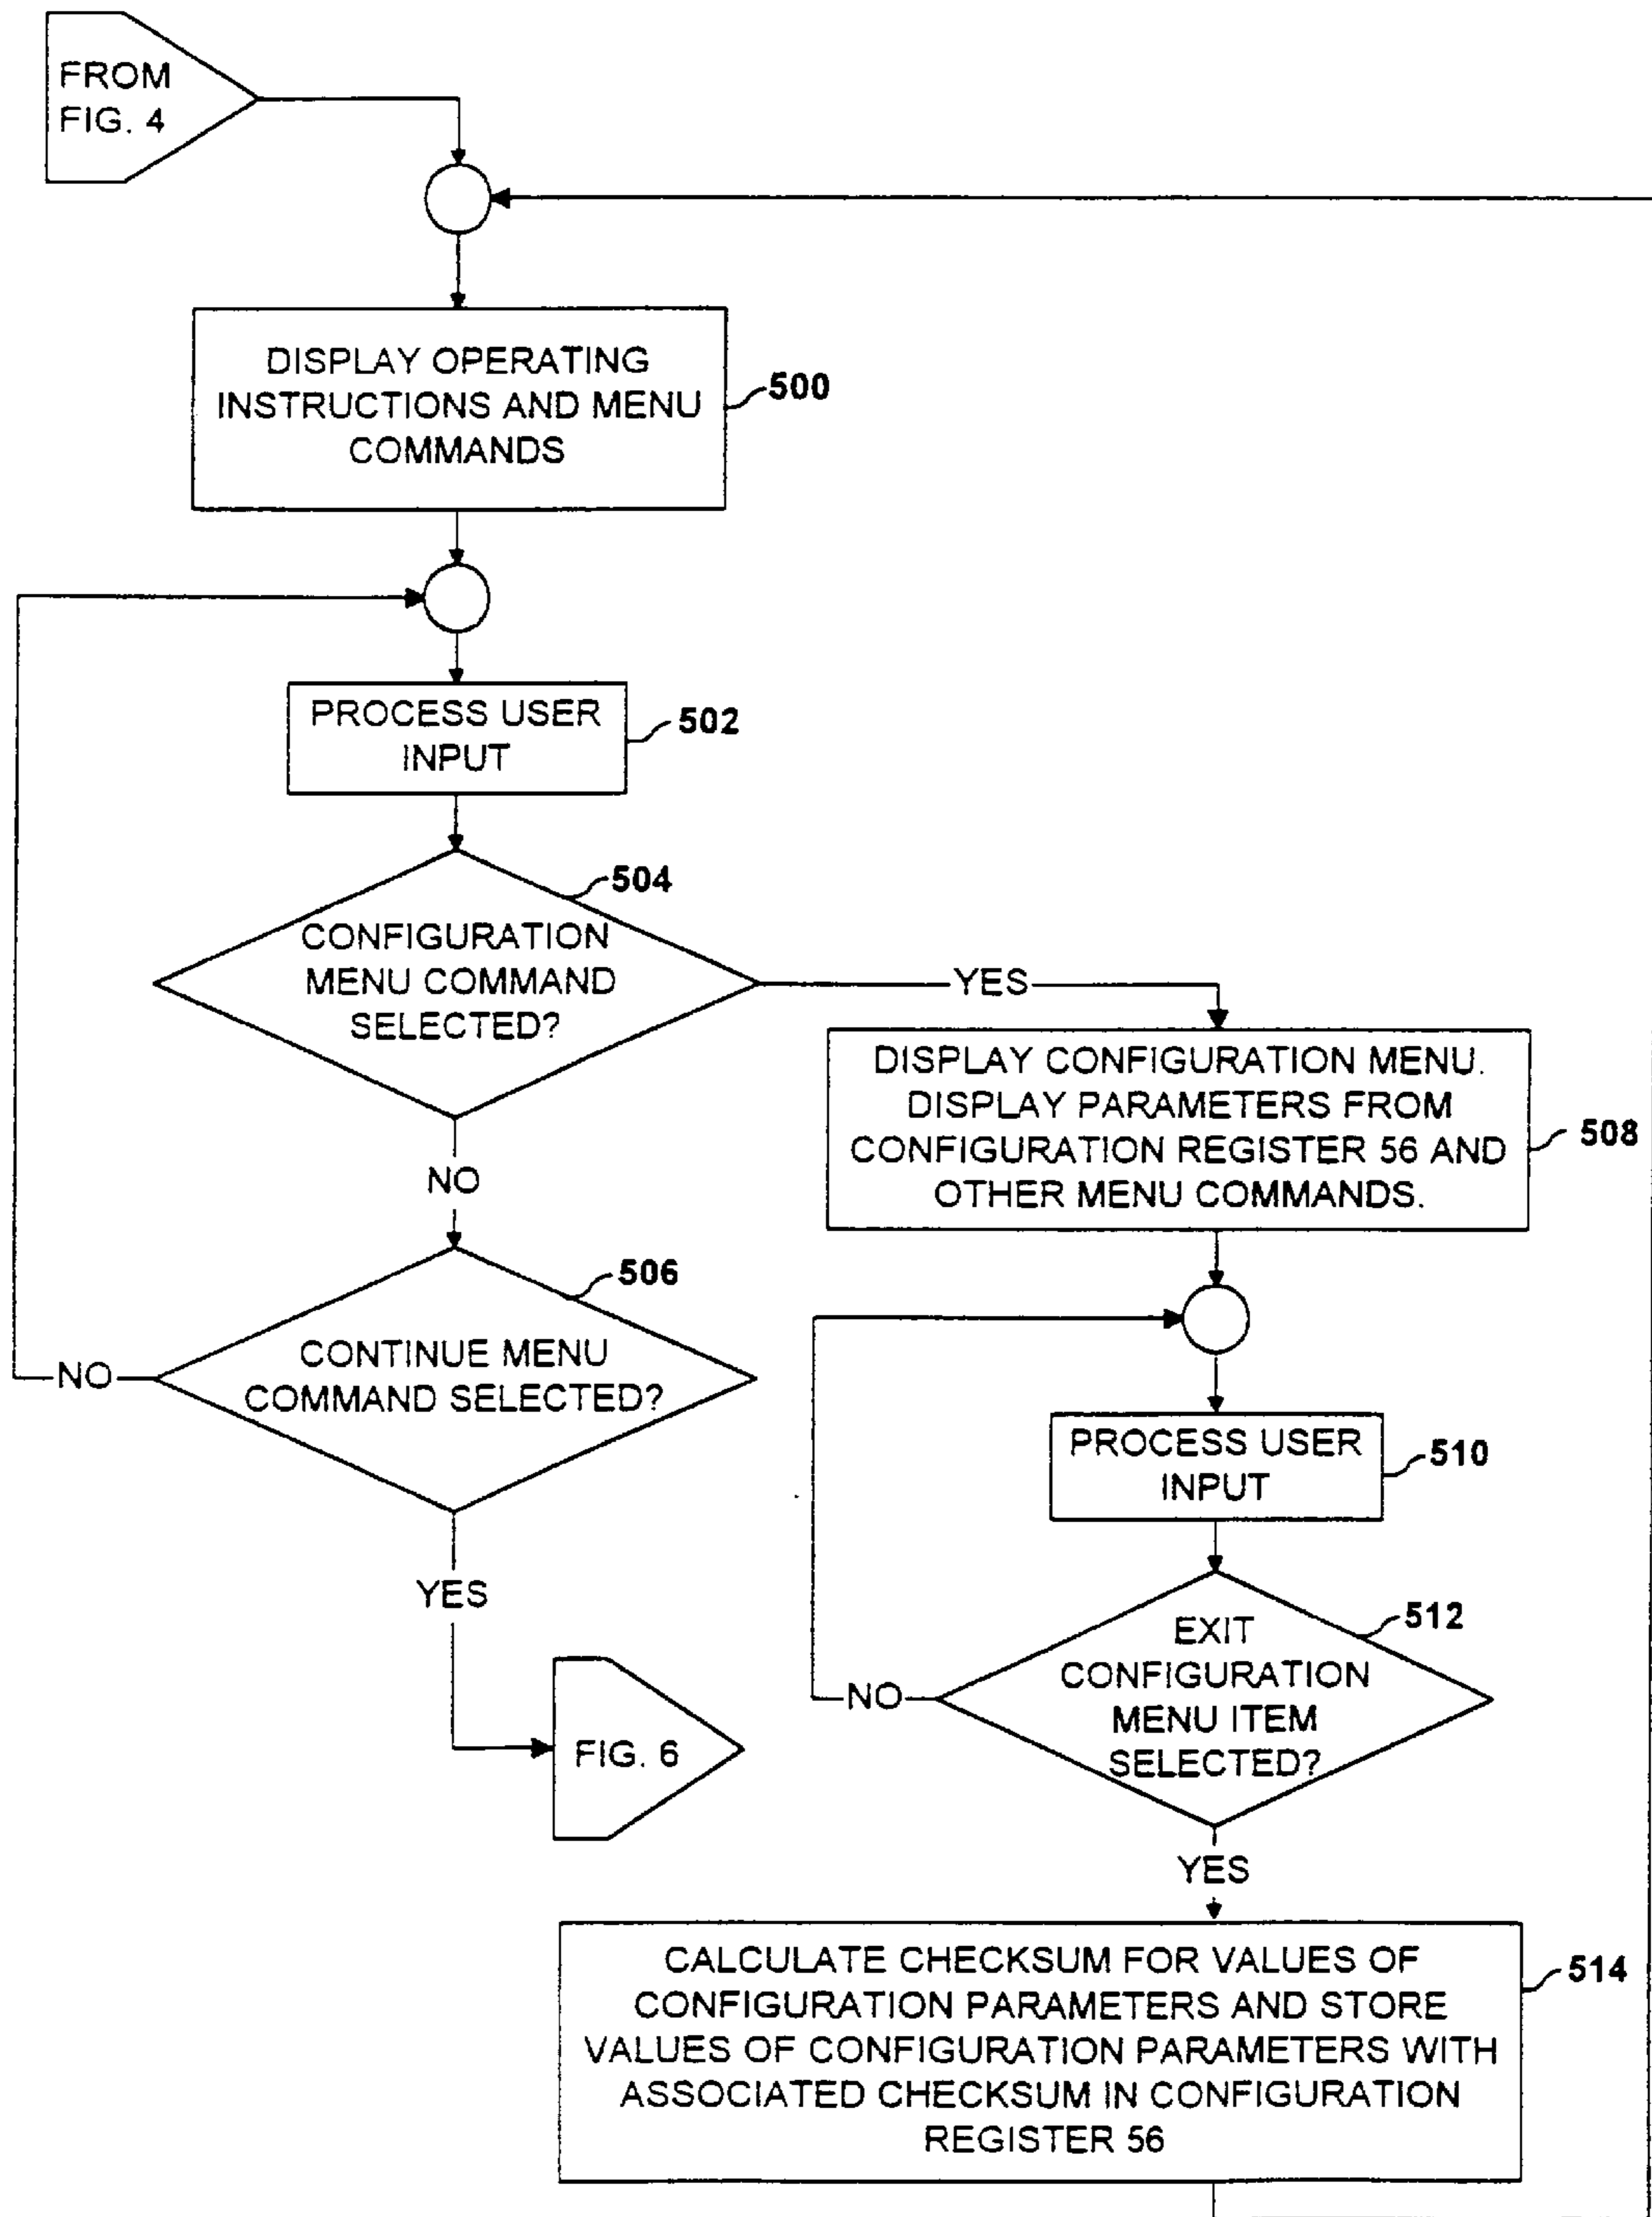 FROM
FIG. 4
DISPLAY OPERATING
INSTRUCTIONS AND MENU
COMMANDS
500
PROCESS USER
INPUT
502
504
CONFIGURATION
MENU COMMAND
SELECTED?
YES
NO
DISPLAY CONFIGURATION MENU.
DISPLAY PARAMETERS FROM
CONFIGURATION REGISTER 56 AND
OTHER MENU COMMANDS.
508
506
CONTINUE MENU
COMMAND SELECTED?
NO
YES
FIG. 6
PROCESS USER
INPUT
510
512
EXIT
CONFIGURATION
MENU ITEM
SELECTED?
NO
YES
CALCULATE CHECKSUM FOR VALUES OF
CONFIGURATION PARAMETERS AND STORE
VALUES OF CONFIGURATION PARAMETERS WITH
ASSOCIATED CHECKSUM IN CONFIGURATION
REGISTER 56
514